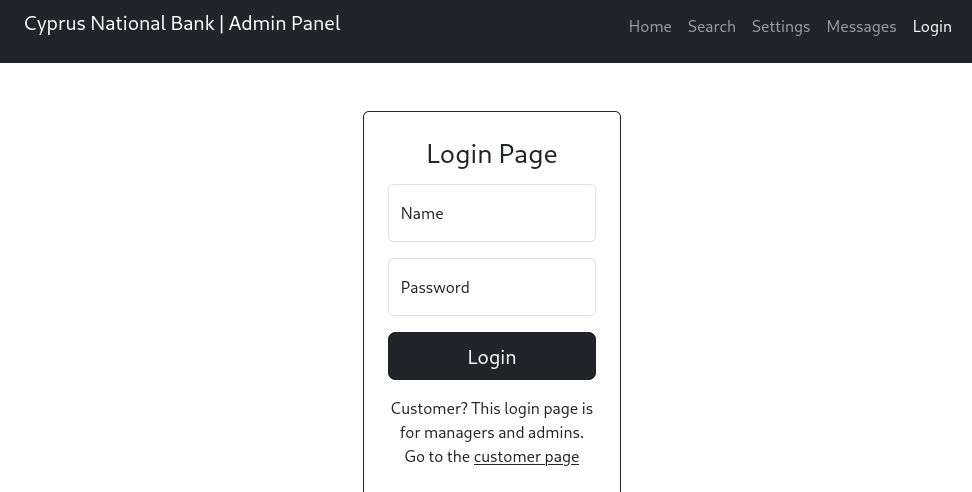 Cyprus National Bank | Admin Panel
Home Search Settings Messages Login
Login Page
Name
Password
Login
Customer? This login page is
for managers and admins.
Go to the customer page